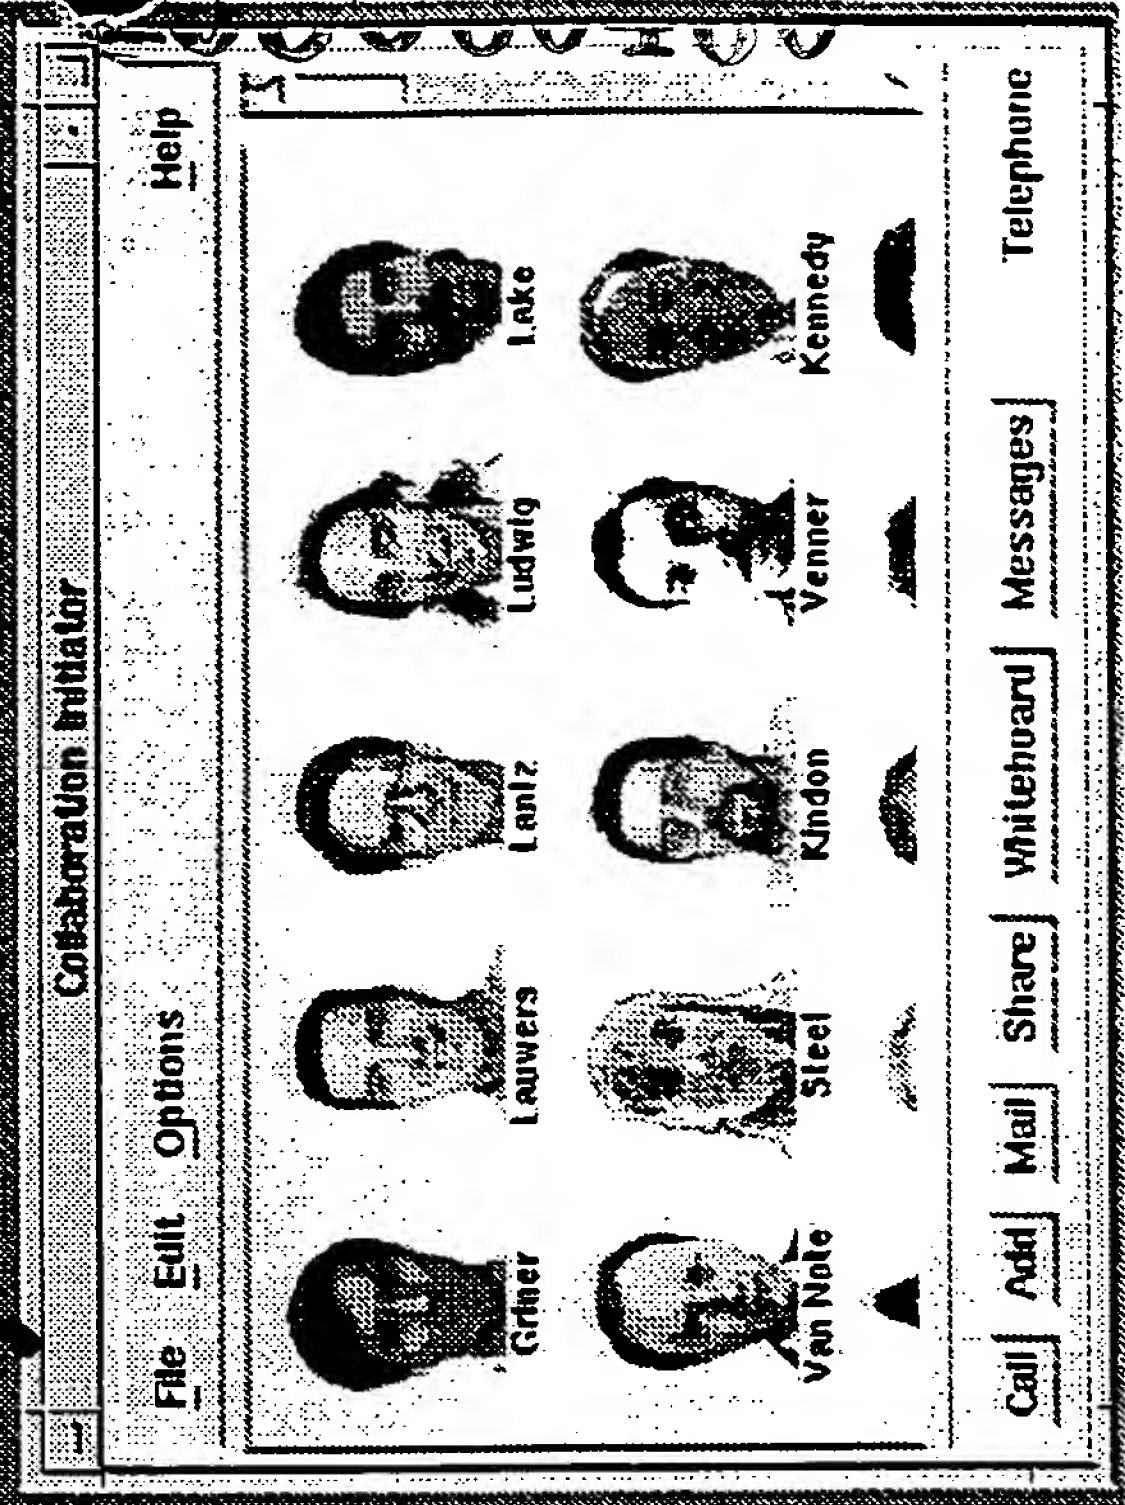 Collaboration Initiator
File Edit Options Help
Griner Lauwers Lantz Ludwig Lake
Van Note Steel Kindon Venner Kennedy
Call Add Mail Share Whiteboard Messages Telephone